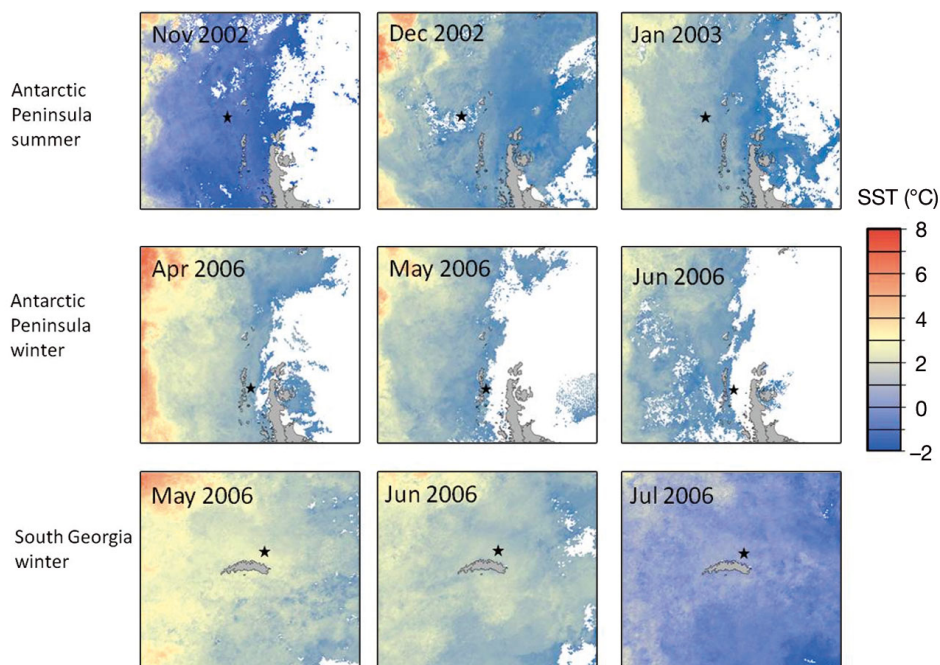 Antarctic
Peninsula
summer
Nov 2002
Dec 2002
Jan 2003
SST (°C)
8
6
4
2
0
–2
Antarctic
Peninsula
winter
Apr 2006
May 2006
Jun 2006
South Georgia
winter
May 2006
Jun 2006
Jul 2006